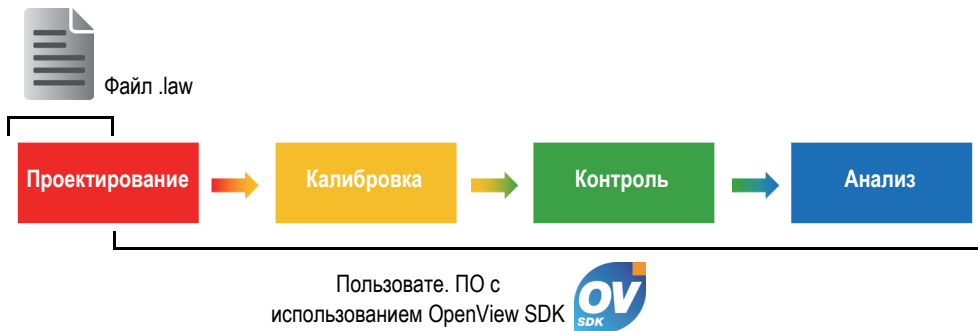 Файл .law
Проектирование
Калибровка
Контроль
Анализ
Пользовате. ПО с
использованием OpenView SDK
OV
SDK